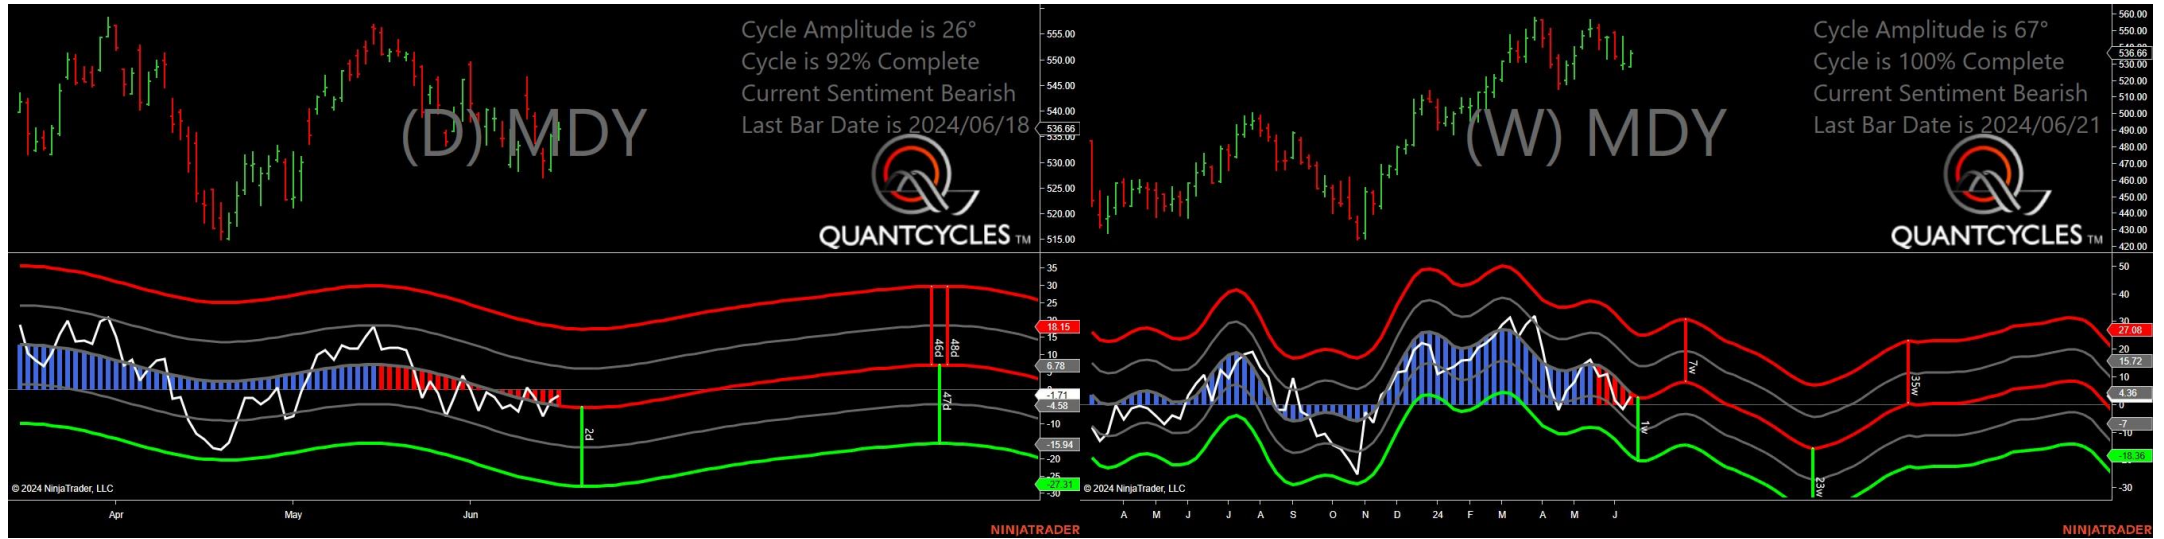 Cycle Amplitude is 26°
Cycle is 92% Complete
Current Sentiment Bearish
Last Bar Date is 2024/06/18
(D) MDY
QUANTCYCLES TM
555.00
550.00
545.00
540.00
536.66
535.00
530.00
525.00
520.00
515.00
35
30
25
20
18.15
15
10
6.78
5
-1.71
-4.58
-10
-15.94
-20
-25
-27.31
-30
2d
46d
48d
47d
© 2024 NinjaTrader, LLC
Apr May Jun
NINJATRADER
Cycle Amplitude is 67°
Cycle is 100% Complete
Current Sentiment Bearish
Last Bar Date is 2024/06/21
(W) MDY
QUANTCYCLES TM
560.00
550.00
536.66
530.00
520.00
510.00
500.00
490.00
480.00
470.00
460.00
450.00
440.00
430.00
420.00
50
40
30
27.08
20
15.72
10
4.36
0
-7
-10
-18.36
-30
1w
7w
23w
35w
© 2024 NinjaTrader, LLC
A M J J A S O N D 24 F M A M J
NINJATRADER